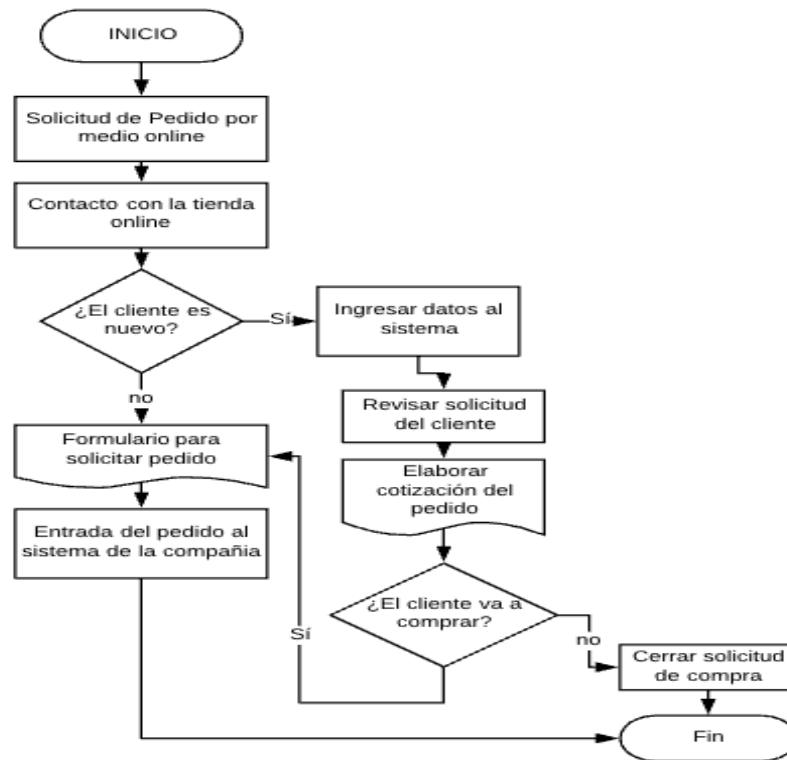 INICIO
Solicitud de Pedido por
medio online
Contacto con la tienda
online
¿El cliente es
nuevo?
Sí
Ingresar datos al
sistema
no
Revisar solicitud
del cliente
Formulario para
solicitar pedido
Elaborar
cotización del
pedido
Entrada del pedido al
sistema de la compañia
¿El cliente va a
comprar?
Sí
no
Cerrar solicitud
de compra
Fin